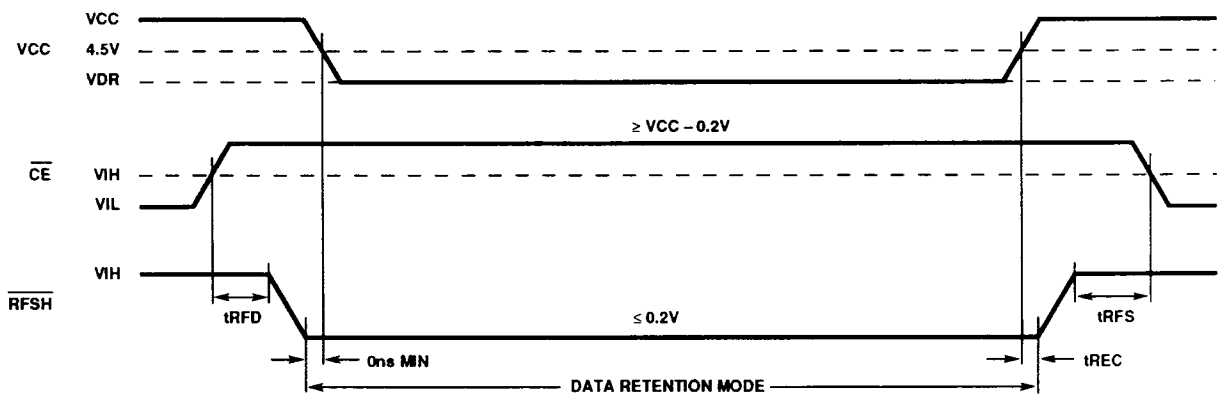 VCC
VCC 4.5V
VDR
≥ VCC – 0.2V
CE VIH
VIL
VIH
RFSH
tRFD ≤ 0.2V tRFS
0ns MIN tREC
DATA RETENTION MODE